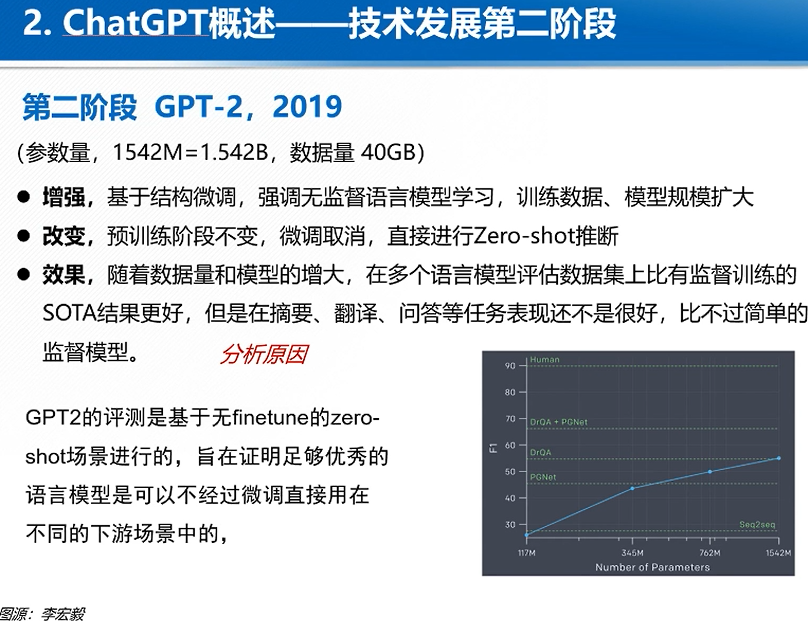 2. ChatGPT概述——技术发展第二阶段
第二阶段 GPT-2，2019
（参数量，1542M=1.542B，数据量 40GB）
● 增强，基于结构微调，强调无监督语言模型学习，训练数据、模型规模扩大
● 改变，预训练阶段不变，微调取消，直接进行Zero-shot推断
● 效果，随着数据量和模型的增大，在多个语言模型评估数据集上比有监督训练的
SOTA结果更好，但是在摘要、翻译、问答等任务表现还不是很好，比不过简单的
监督模型。
分析原因
GPT2的评测是基于无finetune的zero-
shot场景进行的，旨在证明足够优秀的
语言模型是可以不经过微调直接用在
不同的下游场景中的，
Human
90
80
70
DrQA + PGNet
60
DrQA
50
PGNet
40
30
Seq2seq
F1
117M 345M 762M 1542M
Number of Parameters
图源：李宏毅